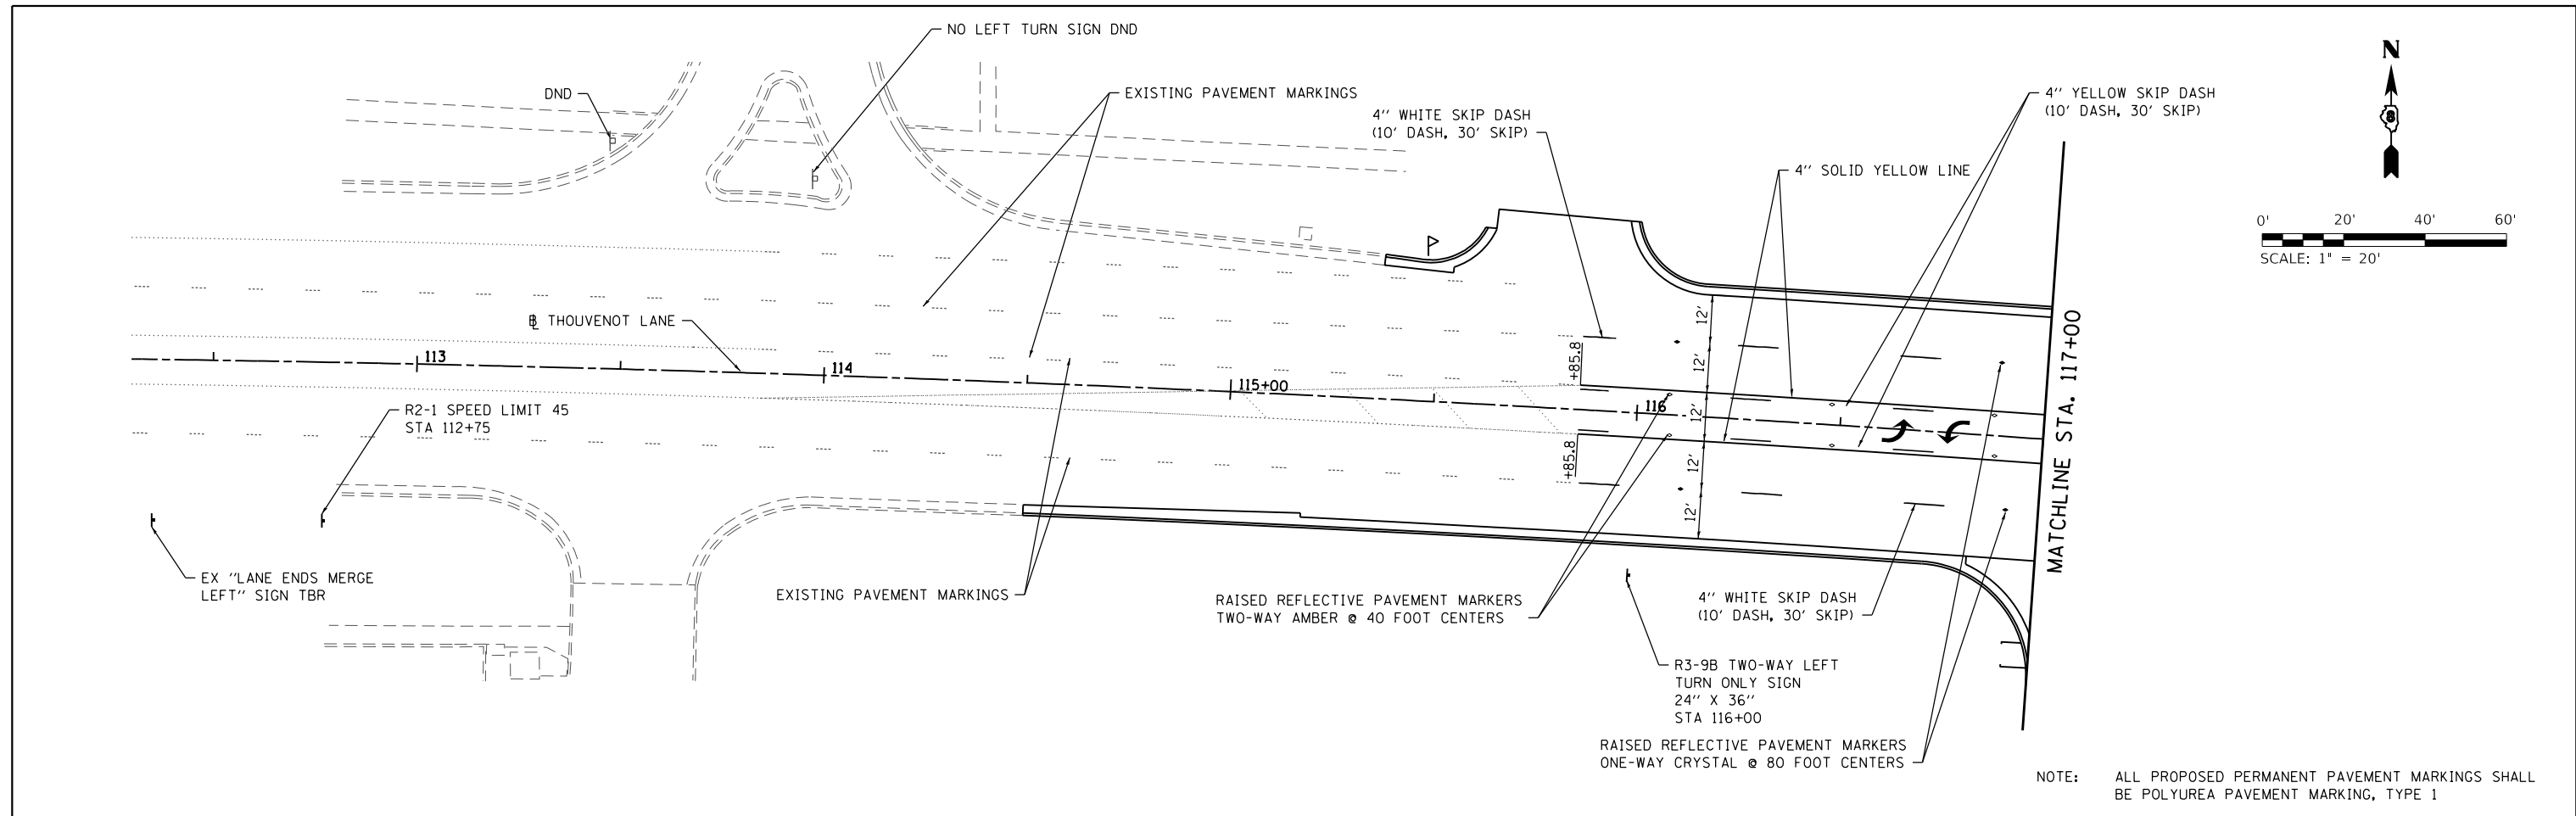 NO LEFT TURN SIGN DND
DND
EXISTING PAVEMENT MARKINGS
4" WHITE SKIP DASH
(10' DASH, 30' SKIP)
4" YELLOW SKIP DASH
(10' DASH, 30' SKIP)
4" SOLID YELLOW LINE
N
0' 20' 40' 60'
SCALE: 1" = 20'
℄ THOUVENOT LANE
113
114
115+00
116
+85.8
+85.8
12'
12'
12'
12'
12'
MATCHLINE STA. 117+00
R2-1 SPEED LIMIT 45
STA 112+75
EX "LANE ENDS MERGE
LEFT" SIGN TBR
EXISTING PAVEMENT MARKINGS
RAISED REFLECTIVE PAVEMENT MARKERS
TWO-WAY AMBER @ 40 FOOT CENTERS
4" WHITE SKIP DASH
(10' DASH, 30' SKIP)
R3-9B TWO-WAY LEFT
TURN ONLY SIGN
24" X 36"
STA 116+00
RAISED REFLECTIVE PAVEMENT MARKERS
ONE-WAY CRYSTAL @ 80 FOOT CENTERS
NOTE: ALL PROPOSED PERMANENT PAVEMENT MARKINGS SHALL
BE POLYUREA PAVEMENT MARKING, TYPE 1